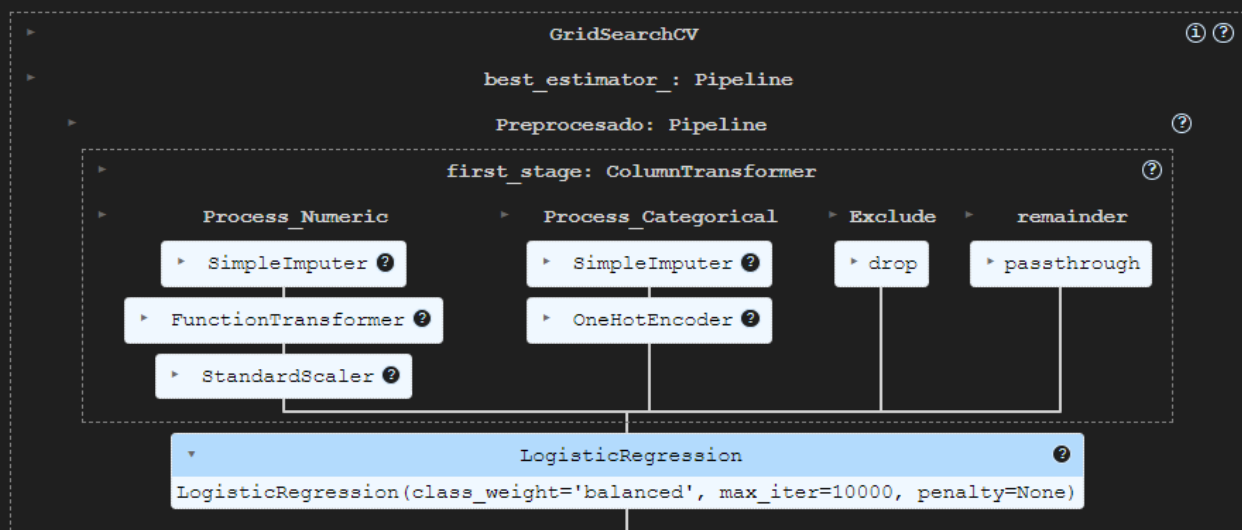 GridSearchCV
best_estimator_: Pipeline
Preprocesado: Pipeline
first_stage: ColumnTransformer
Process_Numeric Process_Categorical Exclude remainder
SimpleImputer SimpleImputer drop passthrough
FunctionTransformer OneHotEncoder
StandardScaler
LogisticRegression
LogisticRegression(class_weight='balanced', max_iter=10000, penalty=None)